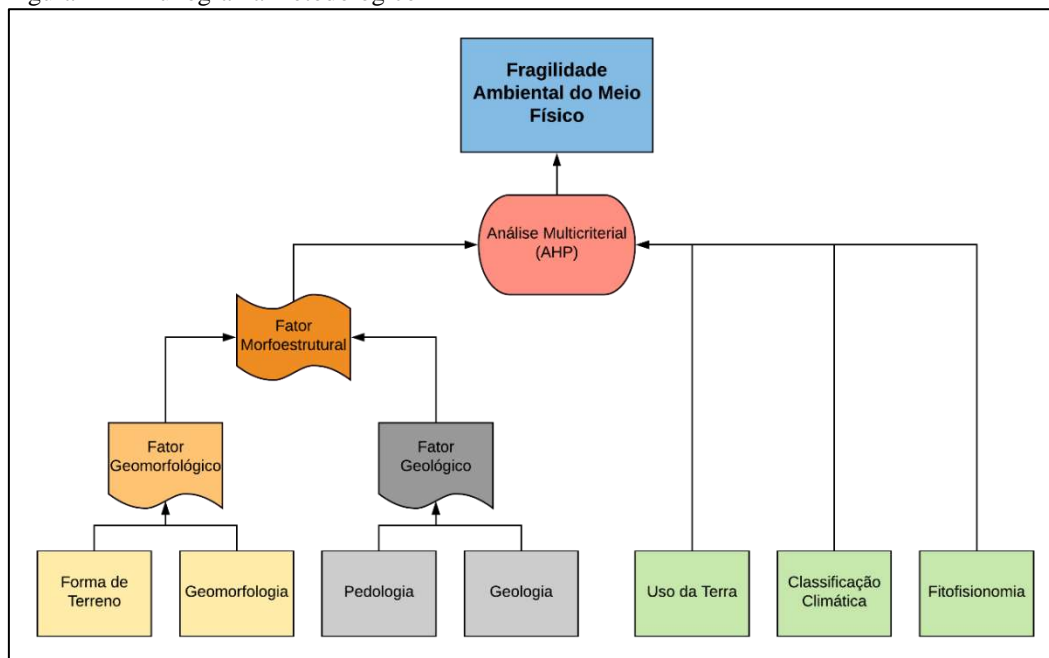 Fragilidade
Ambiental do Meio
Físico
Análise Multicriterial
(AHP)
Fator
Morfoestrutural
Fator
Geomorfológico
Fator
Geológico
Forma de
Terreno
Geomorfologia
Pedologia
Geologia
Uso da Terra
Classificação
Climática
Fitofisionomia